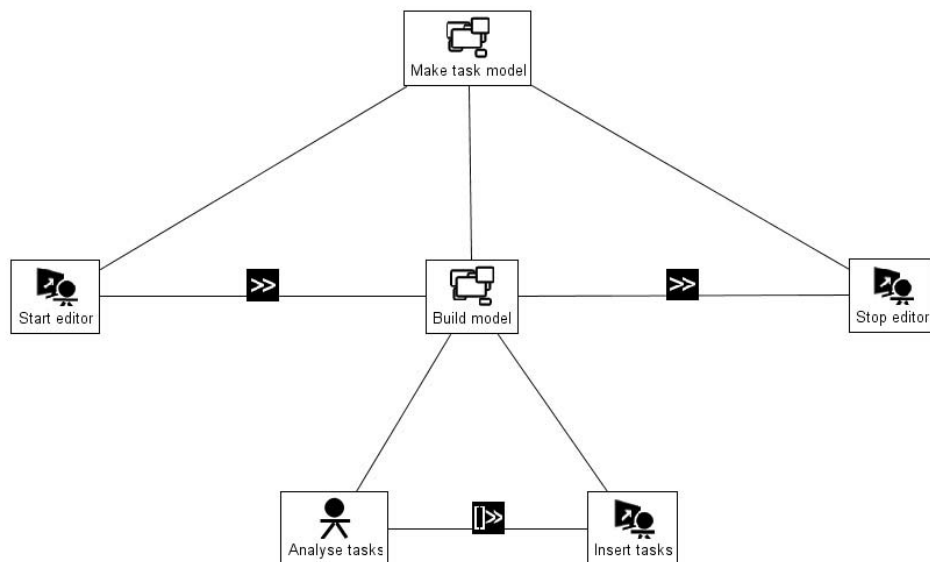 Make task model
>>
>>
Start editor
Build model
Stop editor
[]>>
Analyse tasks
Insert tasks